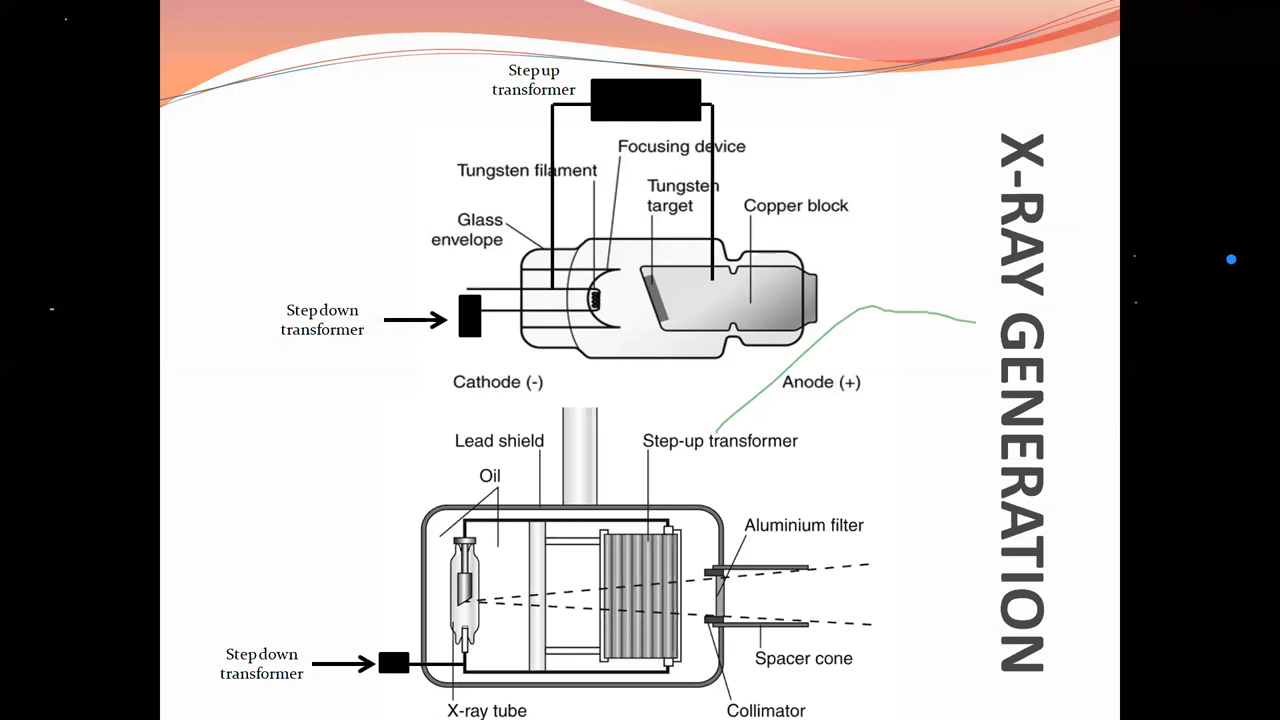 Step up
transformer
Focusing device
Tungsten filament
Tungsten
target
Copper block
Glass
envelope
Step down
transformer
Cathode (-)
Anode (+)
X-RAY GENERATION
Lead shield
Step-up transformer
Oil
Aluminium filter
Step down
transformer
Spacer cone
X-ray tube
Collimator